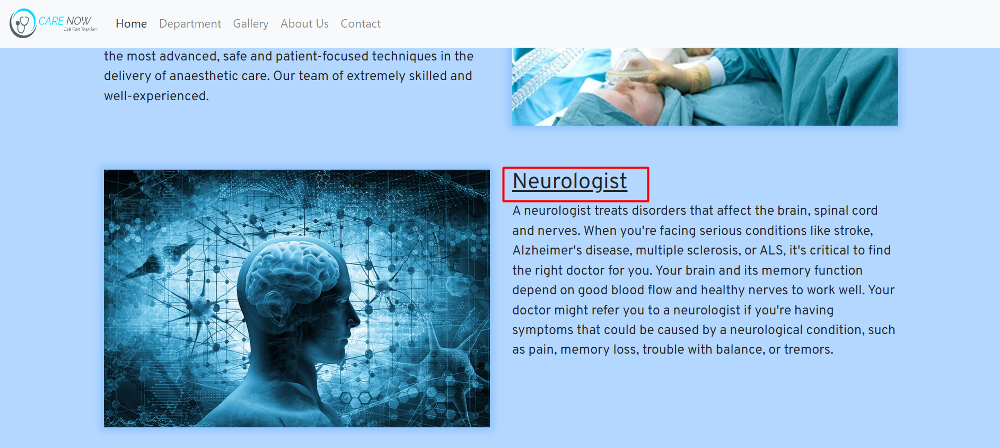 CARE NOW
Let's Care Together..
Home Department Gallery About Us Contact
the most advanced, safe and patient-focused techniques in the
delivery of anaesthetic care. Our team of extremely skilled and
well-experienced.
Neurologist
A neurologist treats disorders that affect the brain, spinal cord
and nerves. When you're facing serious conditions like stroke,
Alzheimer's disease, multiple sclerosis, or ALS, it's critical to find
the right doctor for you. Your brain and its memory function
depend on good blood flow and healthy nerves to work well. Your
doctor might refer you to a neurologist if you're having
symptoms that could be caused by a neurological condition, such
as pain, memory loss, trouble with balance, or tremors.